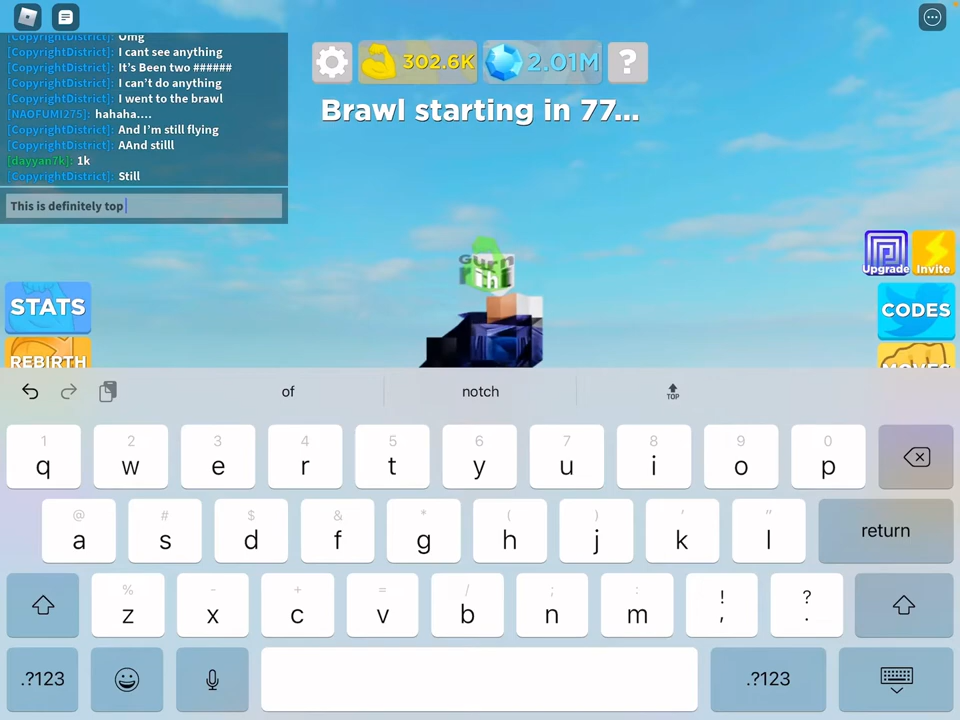 [CopyrightDistrict]: Omg
[CopyrightDistrict]: I cant see anything
[CopyrightDistrict]: It's Been two ######
[CopyrightDistrict]: I can't do anything
[CopyrightDistrict]: I went to the brawl
[NAOFUMI275]: hahaha....
[CopyrightDistrict]: And I'm still flying
[CopyrightDistrict]: AAnd stilll
[dayyan7k]: 1k
[CopyrightDistrict]: Still
This is definitely top
302.6K
2.01M
?
Brawl starting in 77...
STATS
REBIRTH
Upgrade
Invite
CODES
of
notch
TOP
1 2 3 4 5 6 7 8 9 0
q w e r t y u i o p
@ # $ & * ( ) ' "
a s d f g h j k l
return
% - + = / ; : ! ?
z x c v b n m , .
.?123
.?123